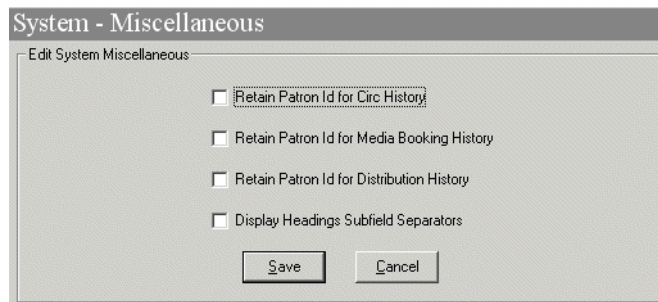 System - Miscellaneous
Edit System Miscellaneous
Retain Patron Id for Circ History
Retain Patron Id for Media Booking History
Retain Patron Id for Distribution History
Display Headings Subfield Separators
Save Cancel